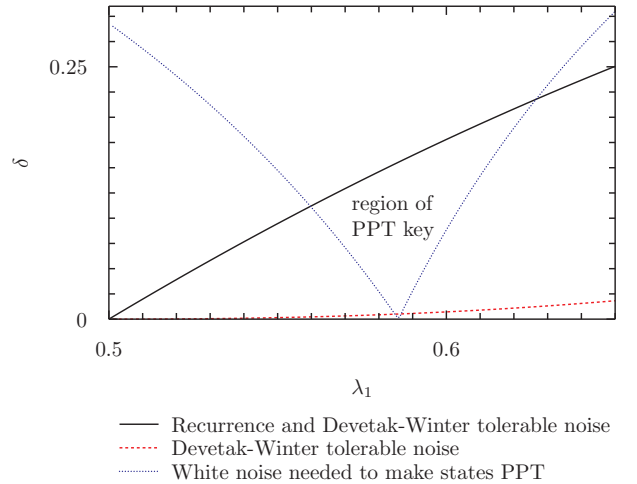 0.25
δ
region of
PPT key
0
0.5
0.6
λ1
Recurrence and Devetak-Winter tolerable noise
Devetak-Winter tolerable noise
White noise needed to make states PPT